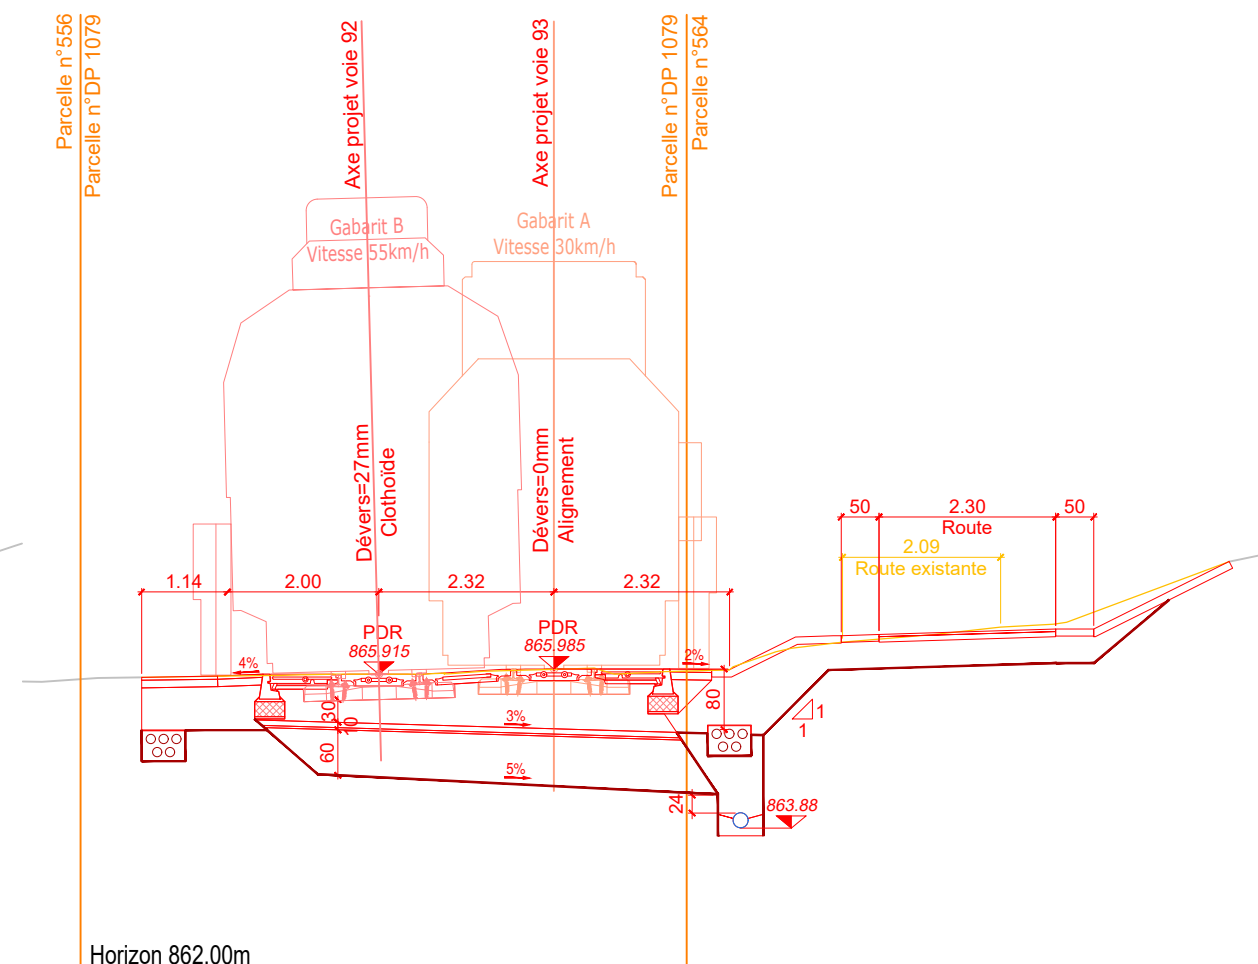 Parcelle n°556
Parcelle n°DP 1079
Axe projet voie 92
Axe projet voie 93
Parcelle n°DP 1079
Parcelle n°564
Gabarit B
Vitesse 55km/h
Gabarit A
Vitesse 30km/h
Dévers=27mm
Clothoïde
Dévers=0mm
Alignement
50
2.30
50
Route
2.09
Route existante
1.14
2.00
2.32
2.32
PDR
865.915
PDR
865.985
4%
2%
30
10
60
3%
5%
80
1
1
24
863.88
Horizon 862.00m